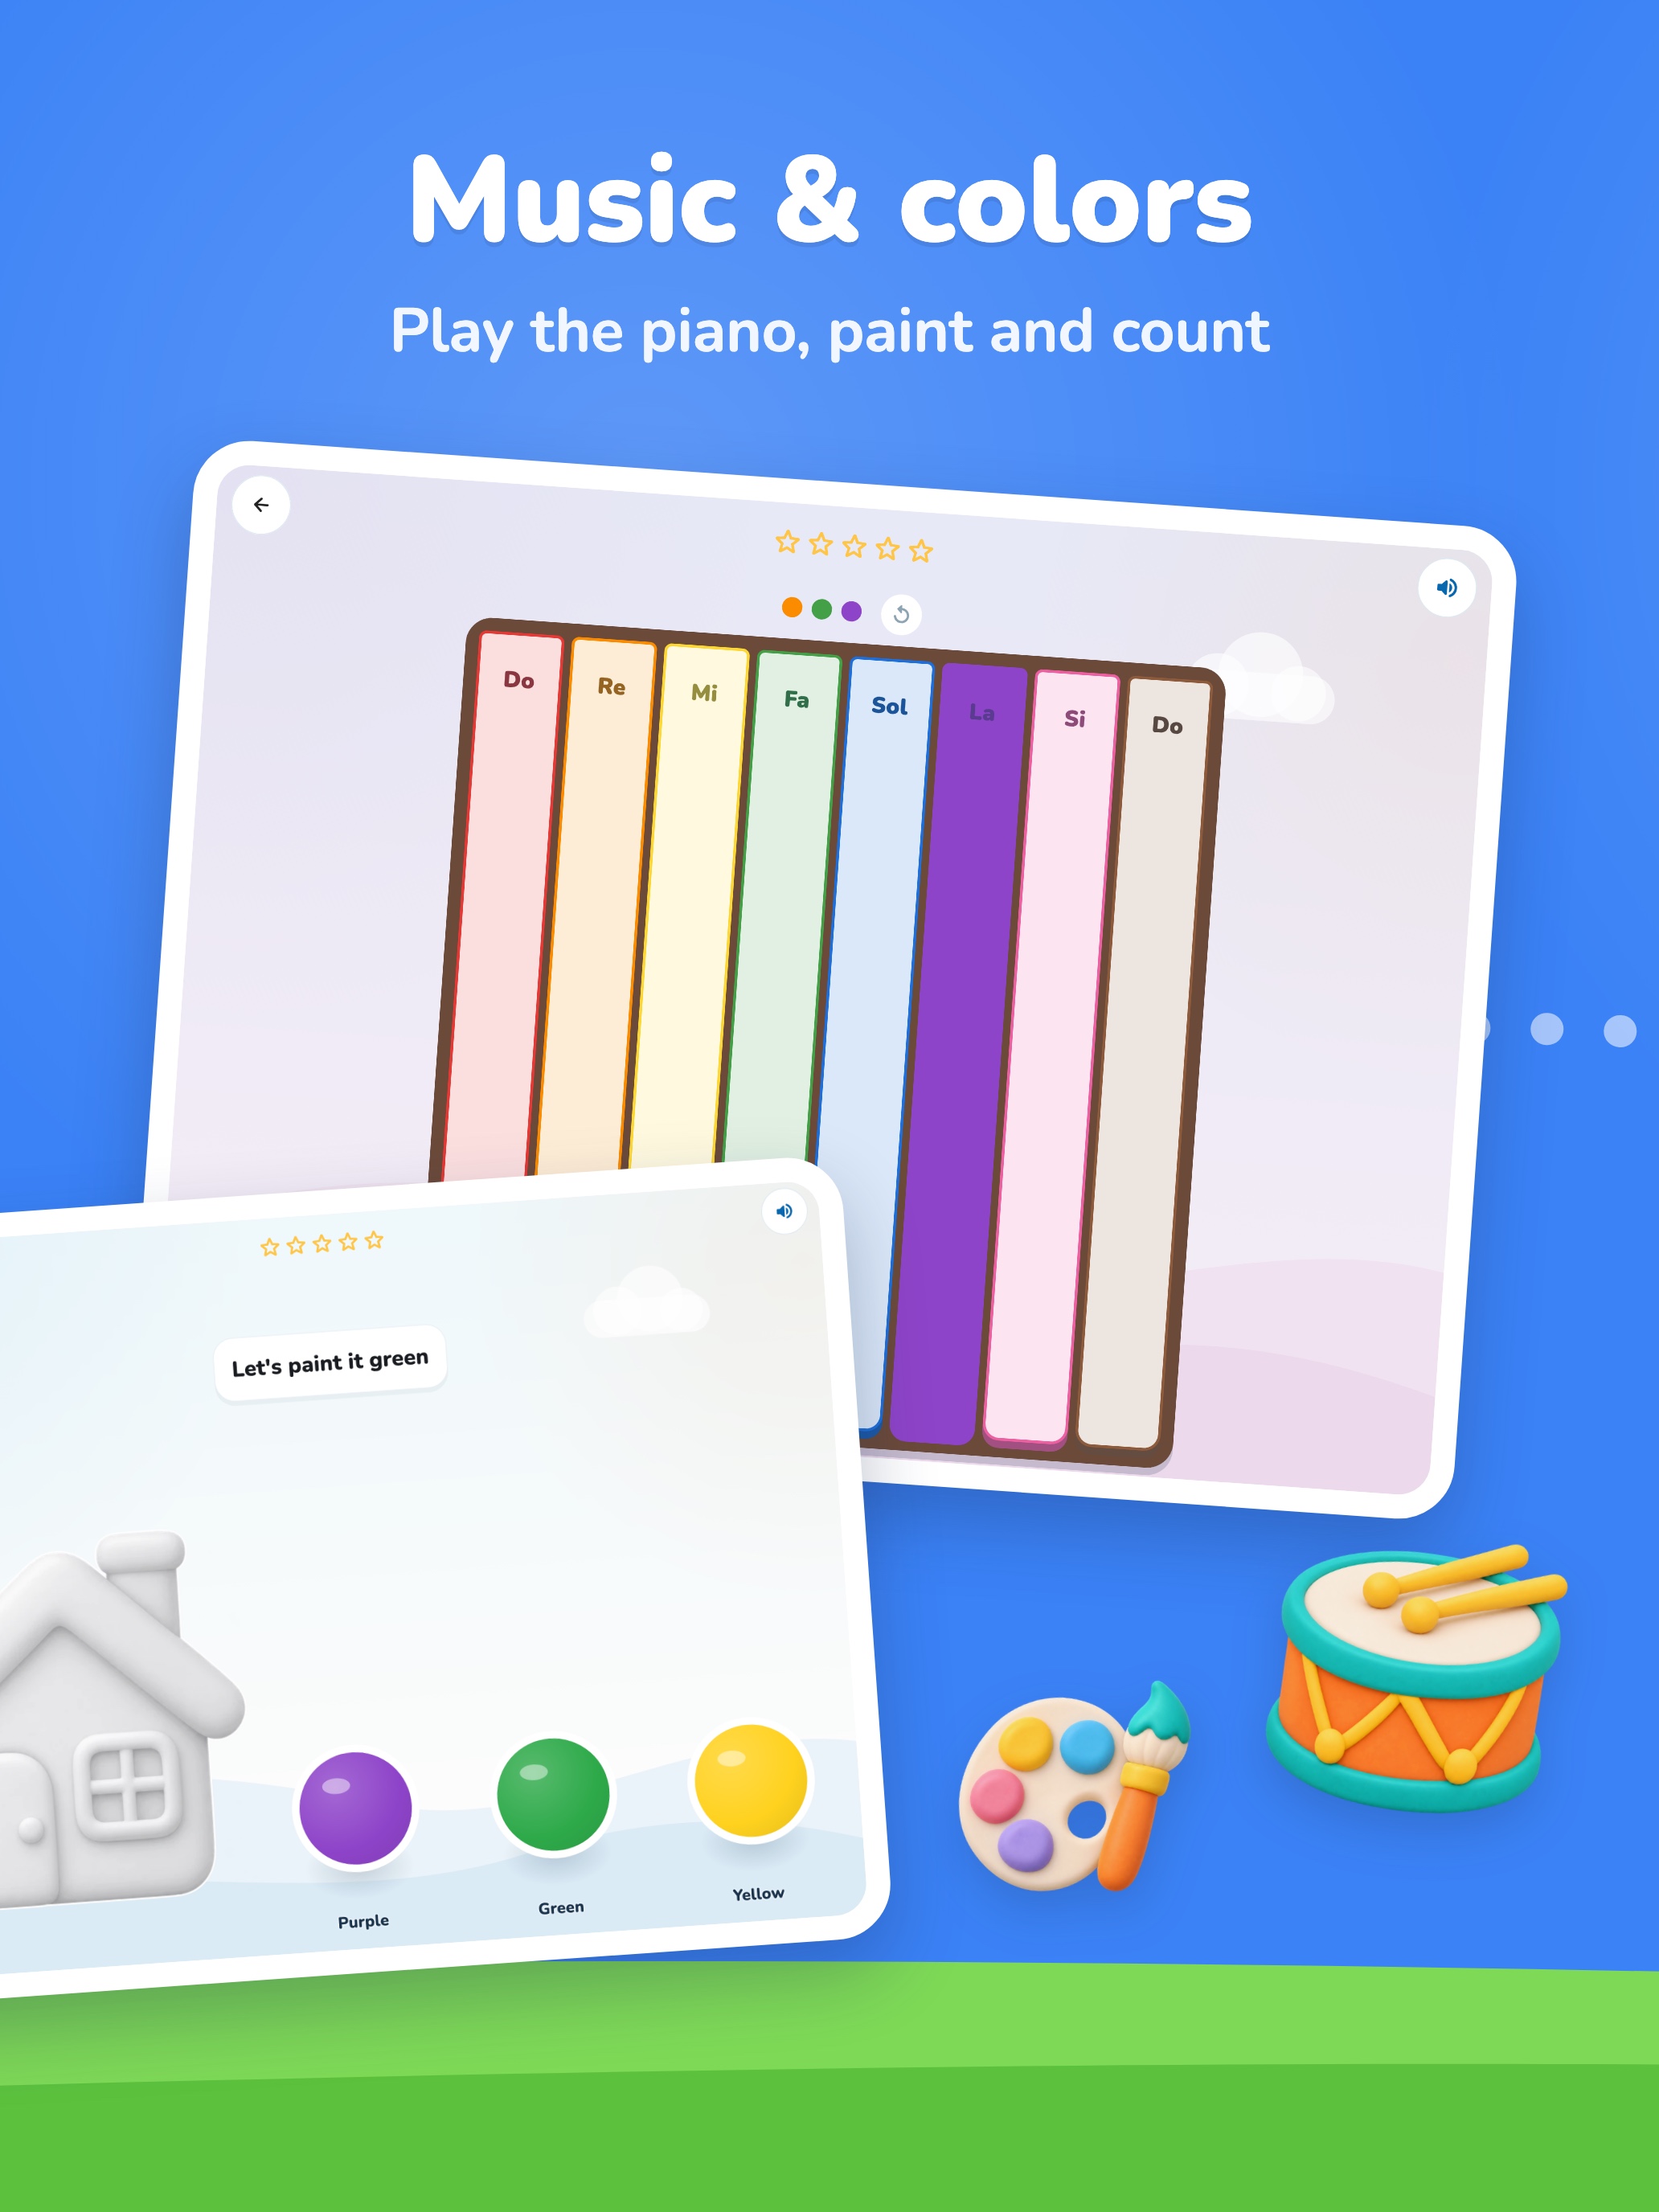 Music & colors
Play the piano, paint and count
Do Re Mi Fa Sol La Si Do
Let's paint it green
Purple Green Yellow